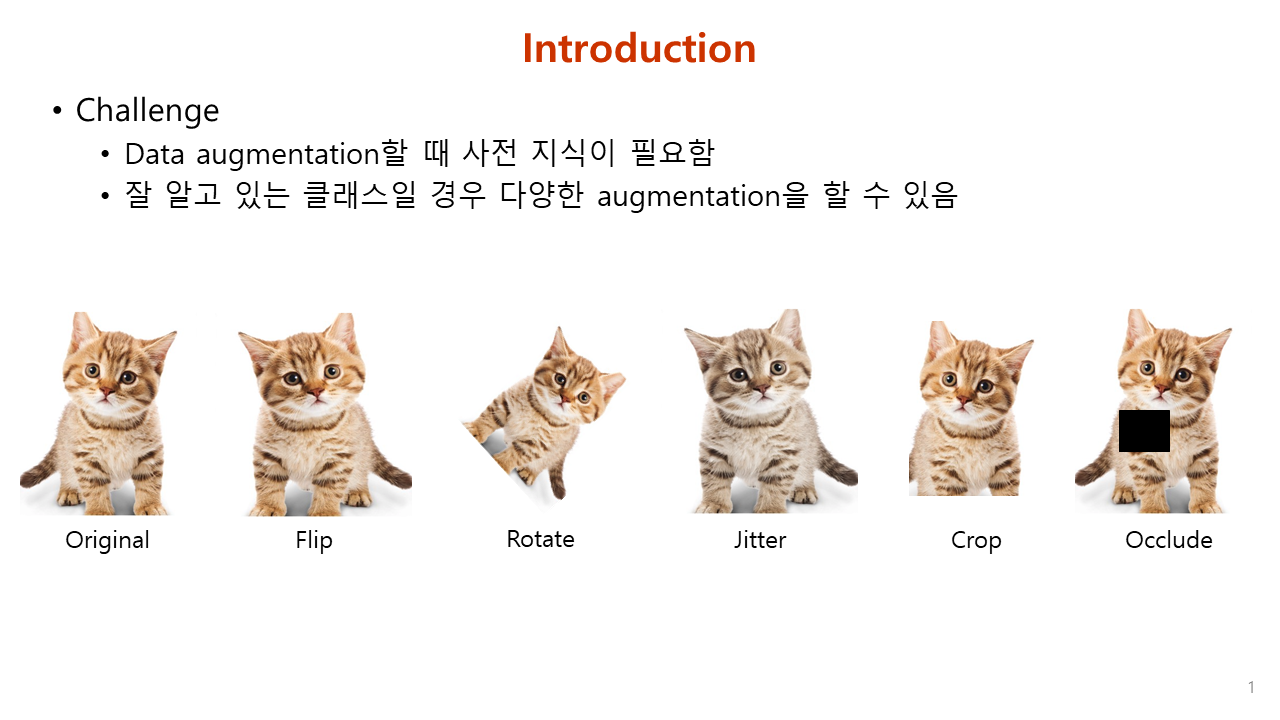 Introduction
• Challenge
• Data augmentation할 때 사전 지식이 필요함
• 잘 알고 있는 클래스일 경우 다양한 augmentation을 할 수 있음
Original
Flip
Rotate
Jitter
Crop
Occlude
1